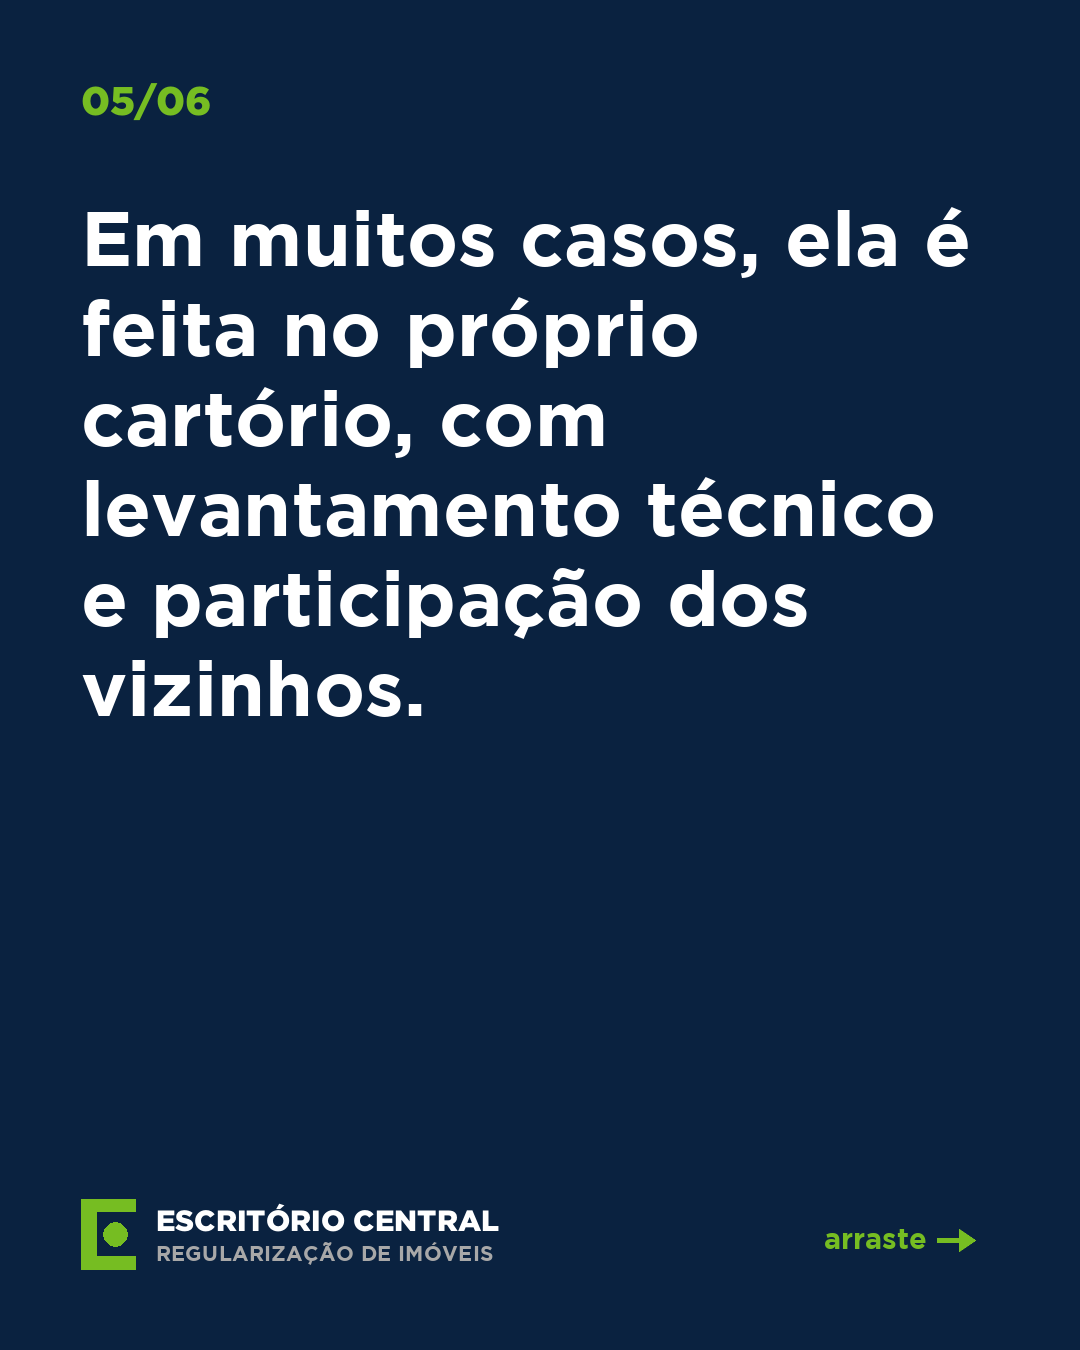 05/06
Em muitos casos, ela é
feita no próprio
cartório, com
levantamento técnico
e participação dos
vizinhos.
ESCRITÓRIO CENTRAL
REGULARIZAÇÃO DE IMÓVEIS
arraste